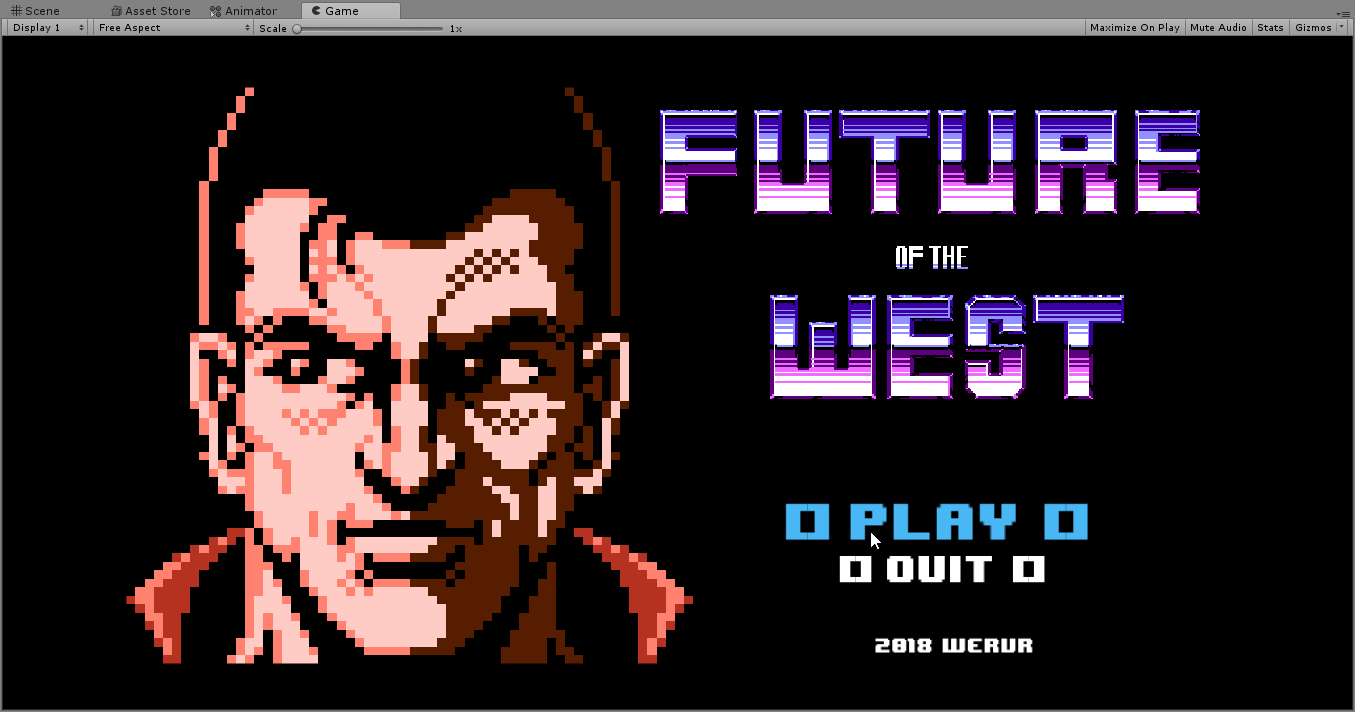 Scene Asset Store Animator Game
Display 1 Free Aspect Scale 1x Maximize On Play Mute Audio Stats Gizmos
FUTURE
OF THE
WEST
PLAY
QUIT
2018 WERVR